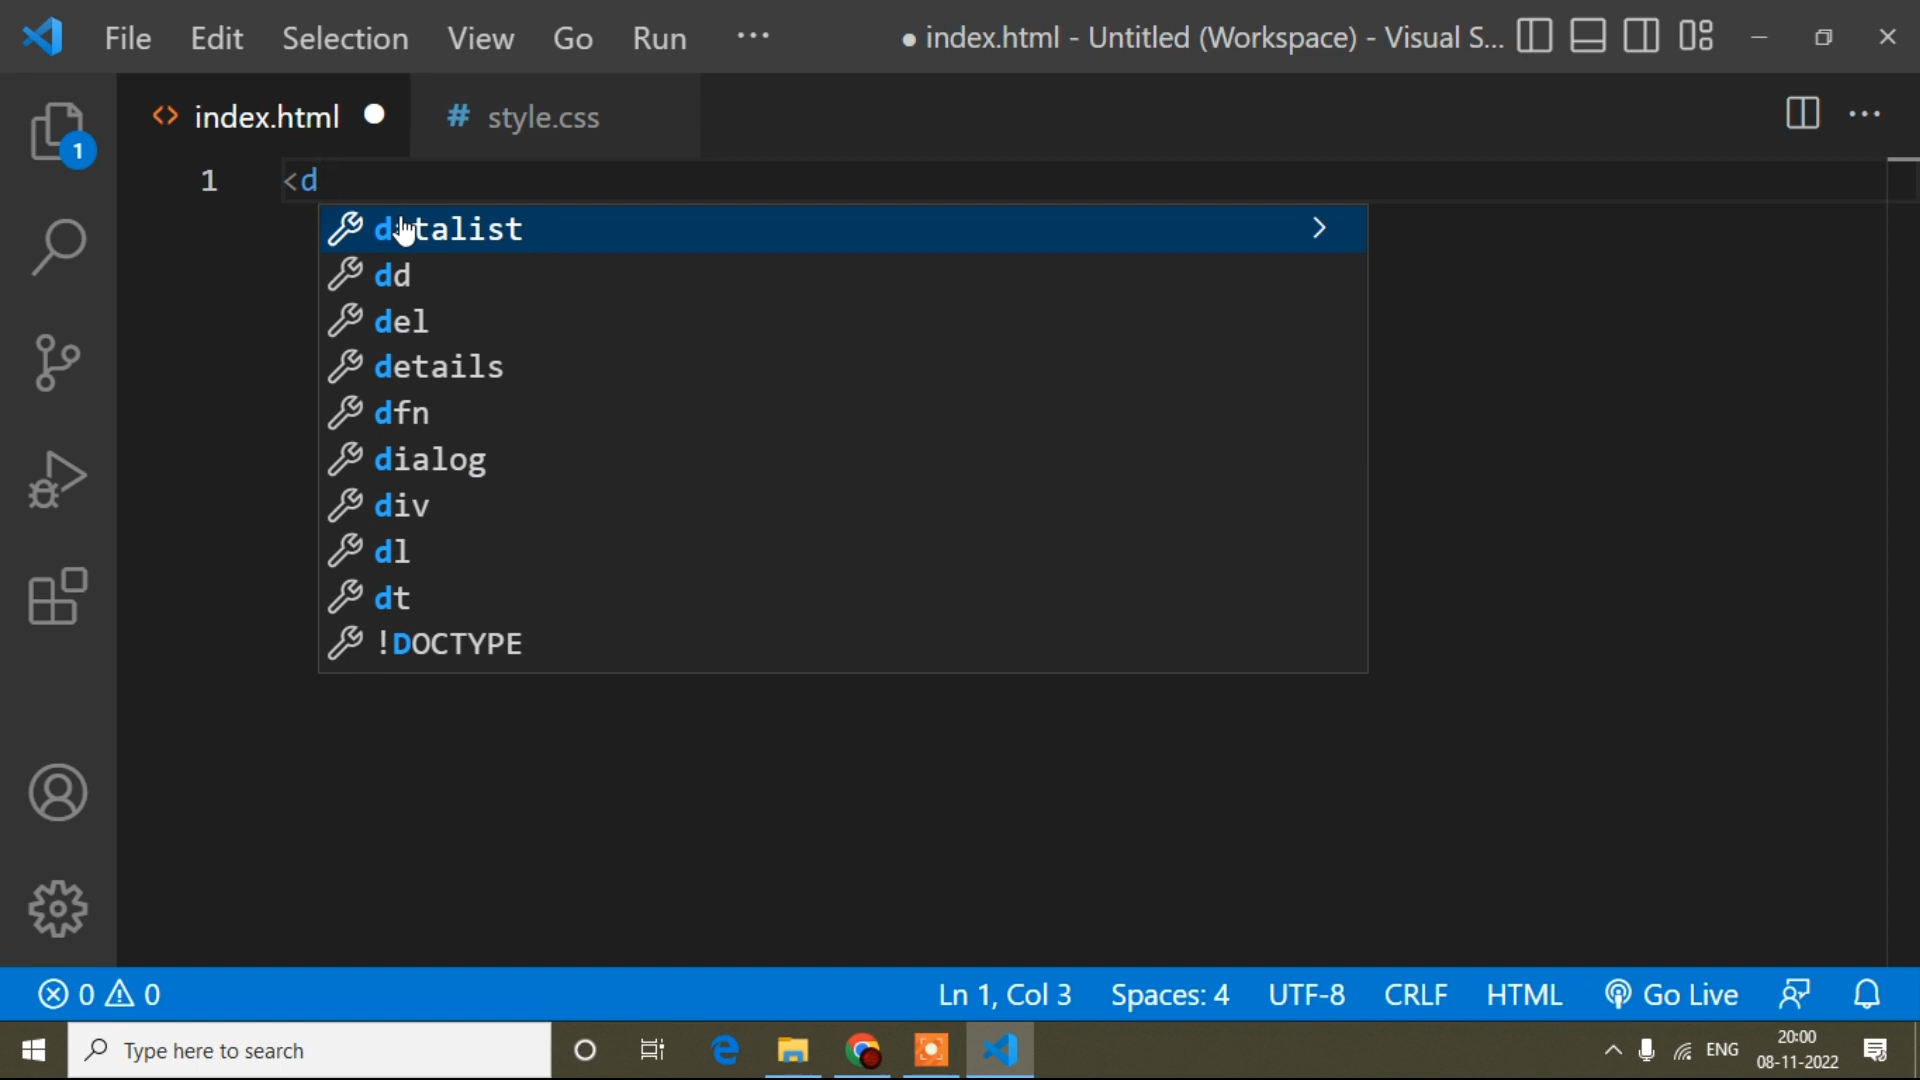 File Edit Selection View Go Run ··· ● index.html - Untitled (Workspace) - Visual S...
index.html ● # style.css ···
1
1 <d
datalist
dd
del
details
dfn
dialog
div
dl
dt
!DOCTYPE
0 0 Ln 1, Col 3 Spaces: 4 UTF-8 CRLF HTML Go Live
Type here to search ENG 20:00
08-11-2022